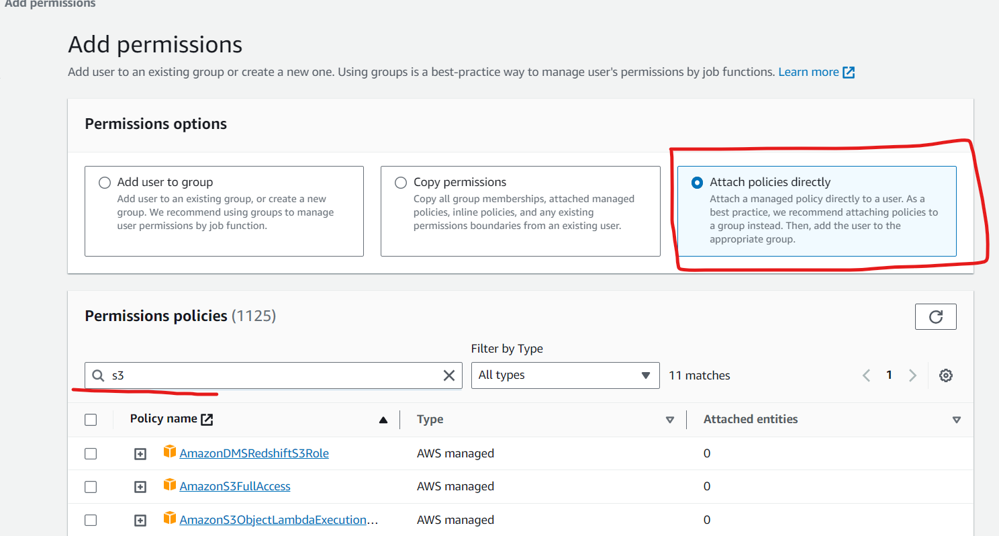 Add permissions
Add permissions
Add user to an existing group or create a new one. Using groups is a best-practice way to manage user's permissions by job functions. Learn more
Permissions options
Add user to group
Add user to an existing group, or create a new
group. We recommend using groups to manage
user permissions by job function.
Copy permissions
Copy all group memberships, attached managed
policies, inline policies, and any existing
permissions boundaries from an existing user.
Attach policies directly
Attach a managed policy directly to a user. As a
best practice, we recommend attaching policies to
a group instead. Then, add the user to the
appropriate group.
Permissions policies (1125)
Filter by Type
s3
All types
11 matches
1
Policy name
Type
Attached entities
AmazonDMSRedshiftS3Role
AWS managed
0
AmazonS3FullAccess
AWS managed
0
AmazonS3ObjectLambdaExecution...
AWS managed
0